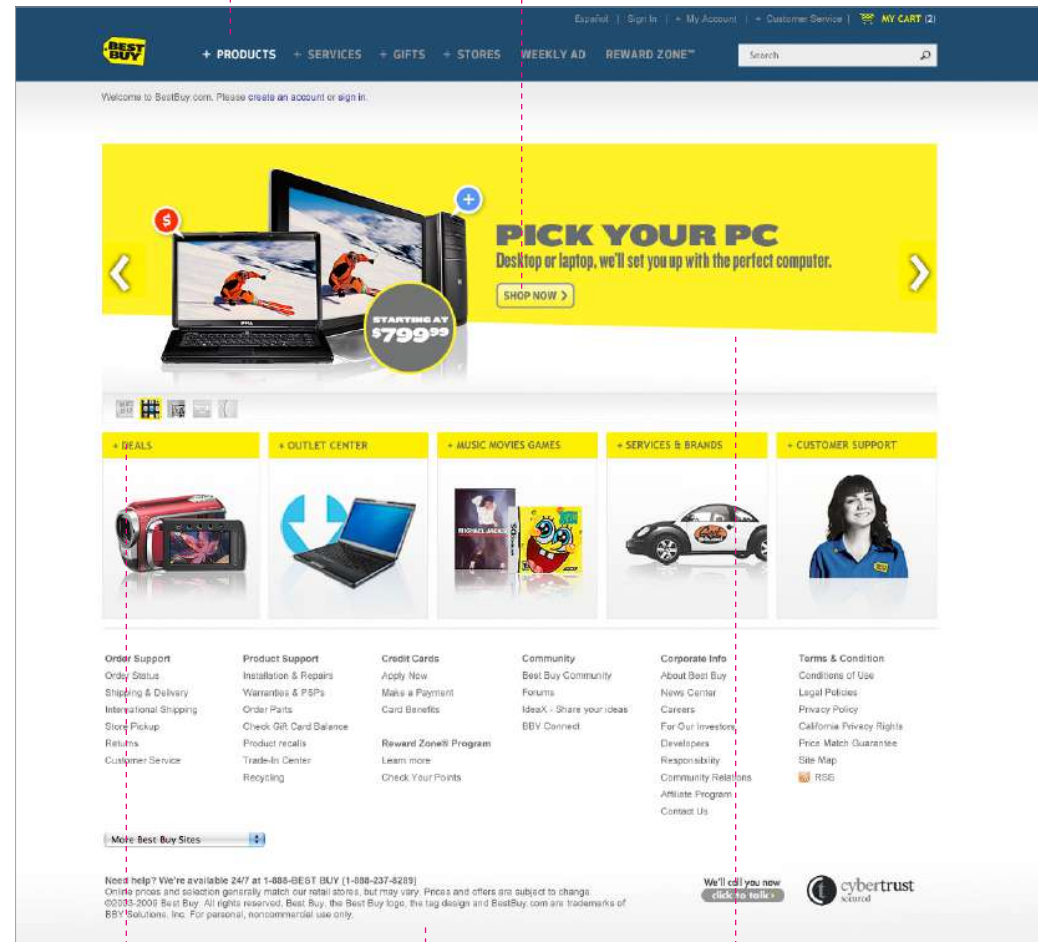 Español | Sign In | + My Account | + Customer Service | MY CART (2)
BEST BUY
+ PRODUCTS + SERVICES + GIFTS + STORES WEEKLY AD REWARD ZONE™ Search
Welcome to BestBuy.com. Please create an account or sign in.
$ +
PICK YOUR PC
Desktop or laptop, we'll set you up with the perfect computer.
SHOP NOW >
STARTING AT
$799⁹⁹
DELL
+ DEALS + OUTLET CENTER + MUSIC MOVIES GAMES + SERVICES & BRANDS + CUSTOMER SUPPORT
MICHAEL JACKSON
Order Support
Order Status
Shipping & Delivery
International Shipping
Store Pickup
Returns
Customer Service
Product Support
Installation & Repairs
Warranties & PSPs
Order Parts
Check Gift Card Balance
Product recalls
Trade-In Center
Recycling
Credit Cards
Apply Now
Make a Payment
Card Benefits
Reward Zone® Program
Learn more
Check Your Points
Community
Best Buy Community
Forums
IdeaX - Share your ideas
BBY Connect
Corporate Info
About Best Buy
News Center
Careers
For Our Investors
Developers
Responsibility
Community Relations
Affiliate Program
Contact Us
Terms & Condition
Conditions of Use
Legal Policies
Privacy Policy
California Privacy Rights
Price Match Guarantee
Site Map
RSS
More Best Buy Sites
Need help? We're available 24/7 at 1-888-BEST BUY (1-888-237-8289)
Online prices and selection generally match our retail stores, but may vary. Prices and offers are subject to change.
©2003-2009 Best Buy. All rights reserved. Best Buy, the Best Buy logo, the tag design and BestBuy.com are trademarks of
BBY Solutions, Inc. For personal, noncommercial use only.
We'll call you now
click to talk >
cybertrust
secured